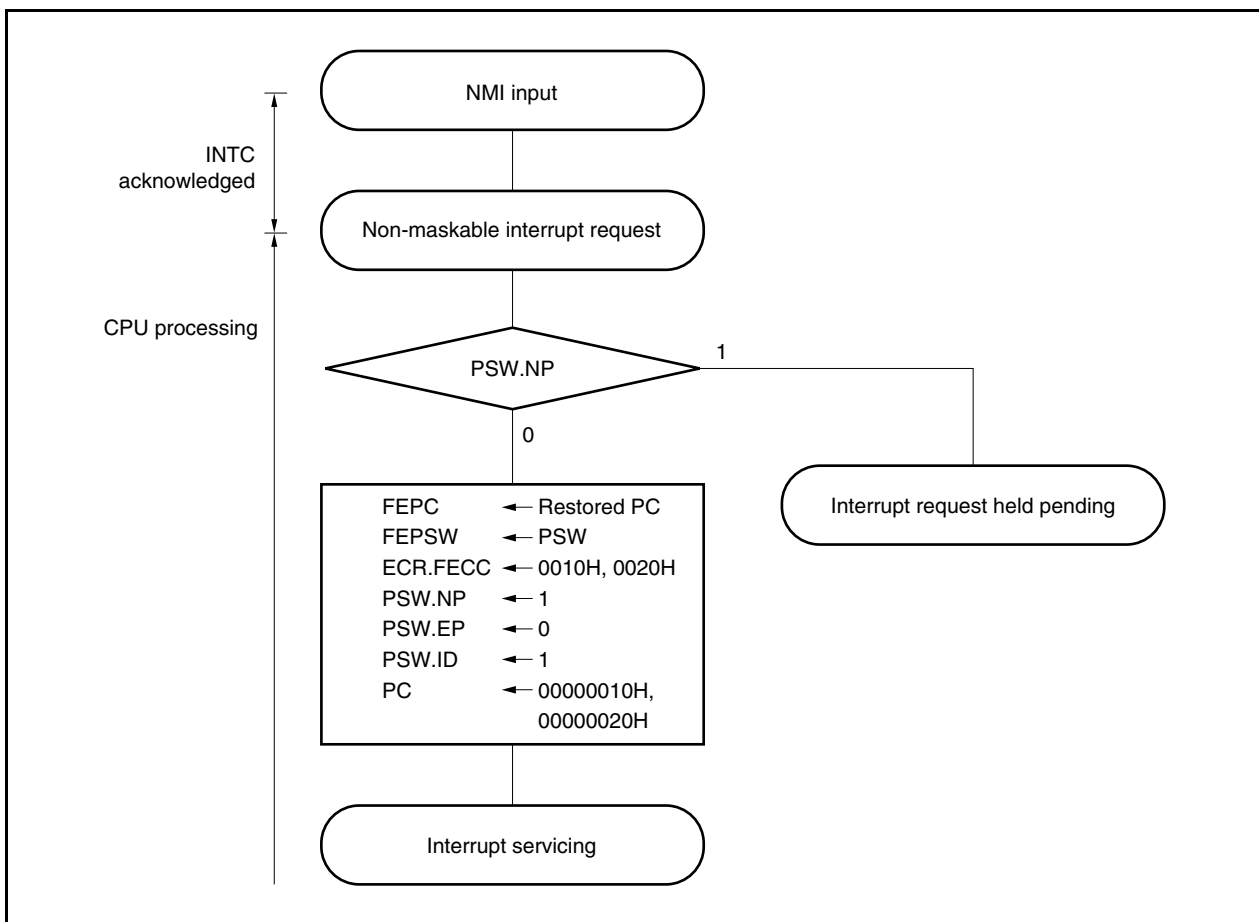 NMI input
INTC
acknowledged
Non-maskable interrupt request
CPU processing
PSW.NP
1
0
Interrupt request held pending
FEPC ← Restored PC
FEPSW ← PSW
ECR.FECC ← 0010H, 0020H
PSW.NP ← 1
PSW.EP ← 0
PSW.ID ← 1
PC ← 00000010H,
00000020H
Interrupt servicing